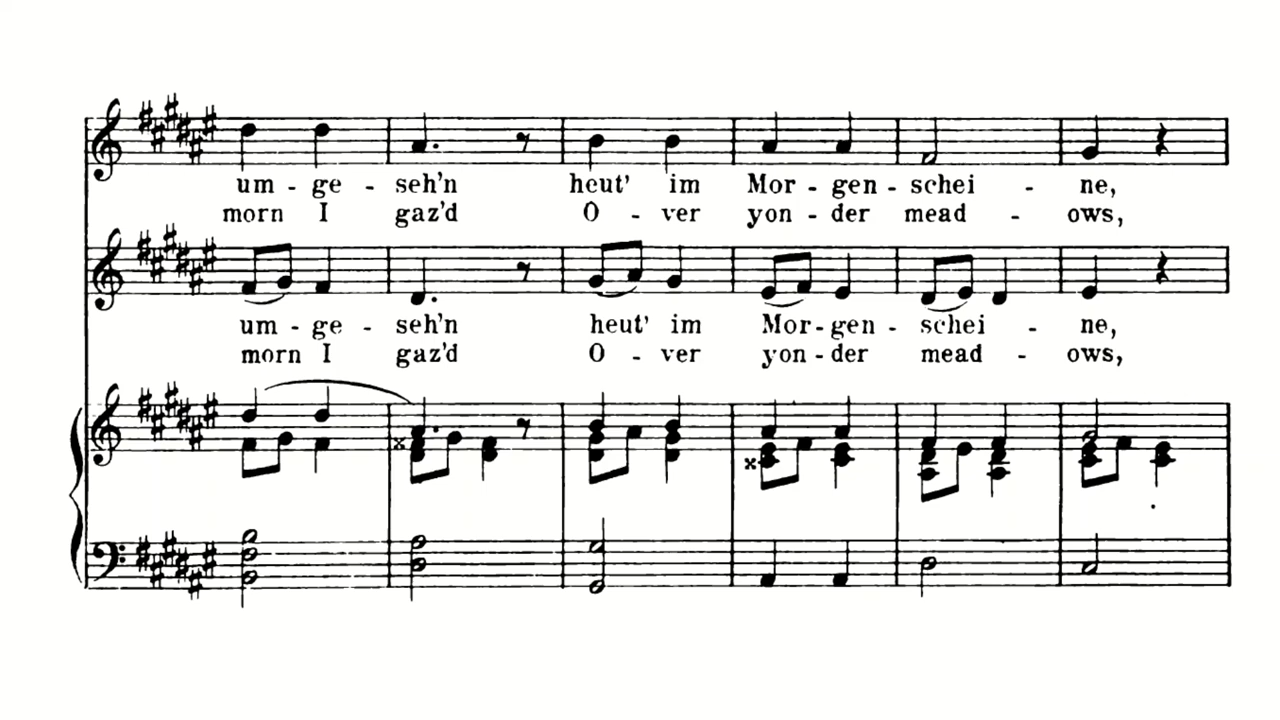 um - ge - seh'n heut' im Mor - gen - schei - ne,
morn I gaz'd O - ver yon - der mead - ows,
um - ge - seh'n heut' im Mor - gen - schei - ne,
morn I gaz'd O - ver yon - der mead - ows,